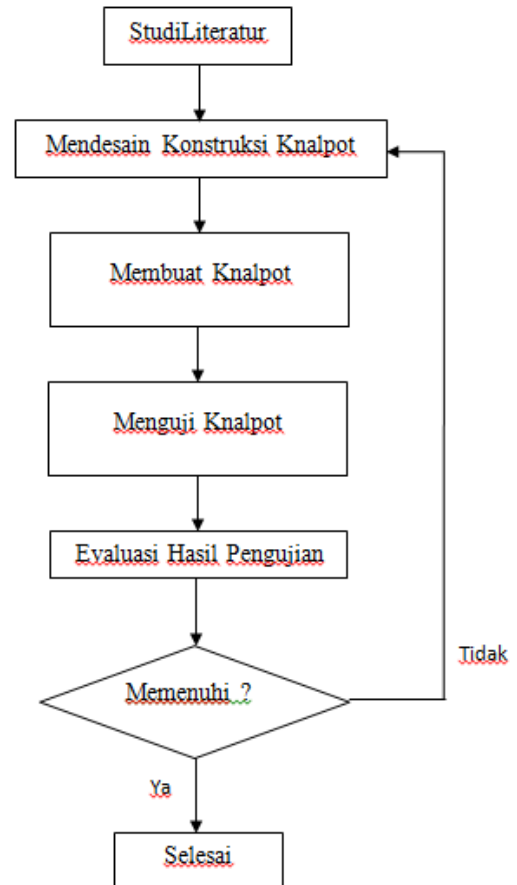 StudiLiteratur
Mendesain Konstruksi Knalpot
Membuat Knalpot
Menguji Knalpot
Evaluasi Hasil Pengujian
Memenuhi ?
Tidak
Ya
Selesai